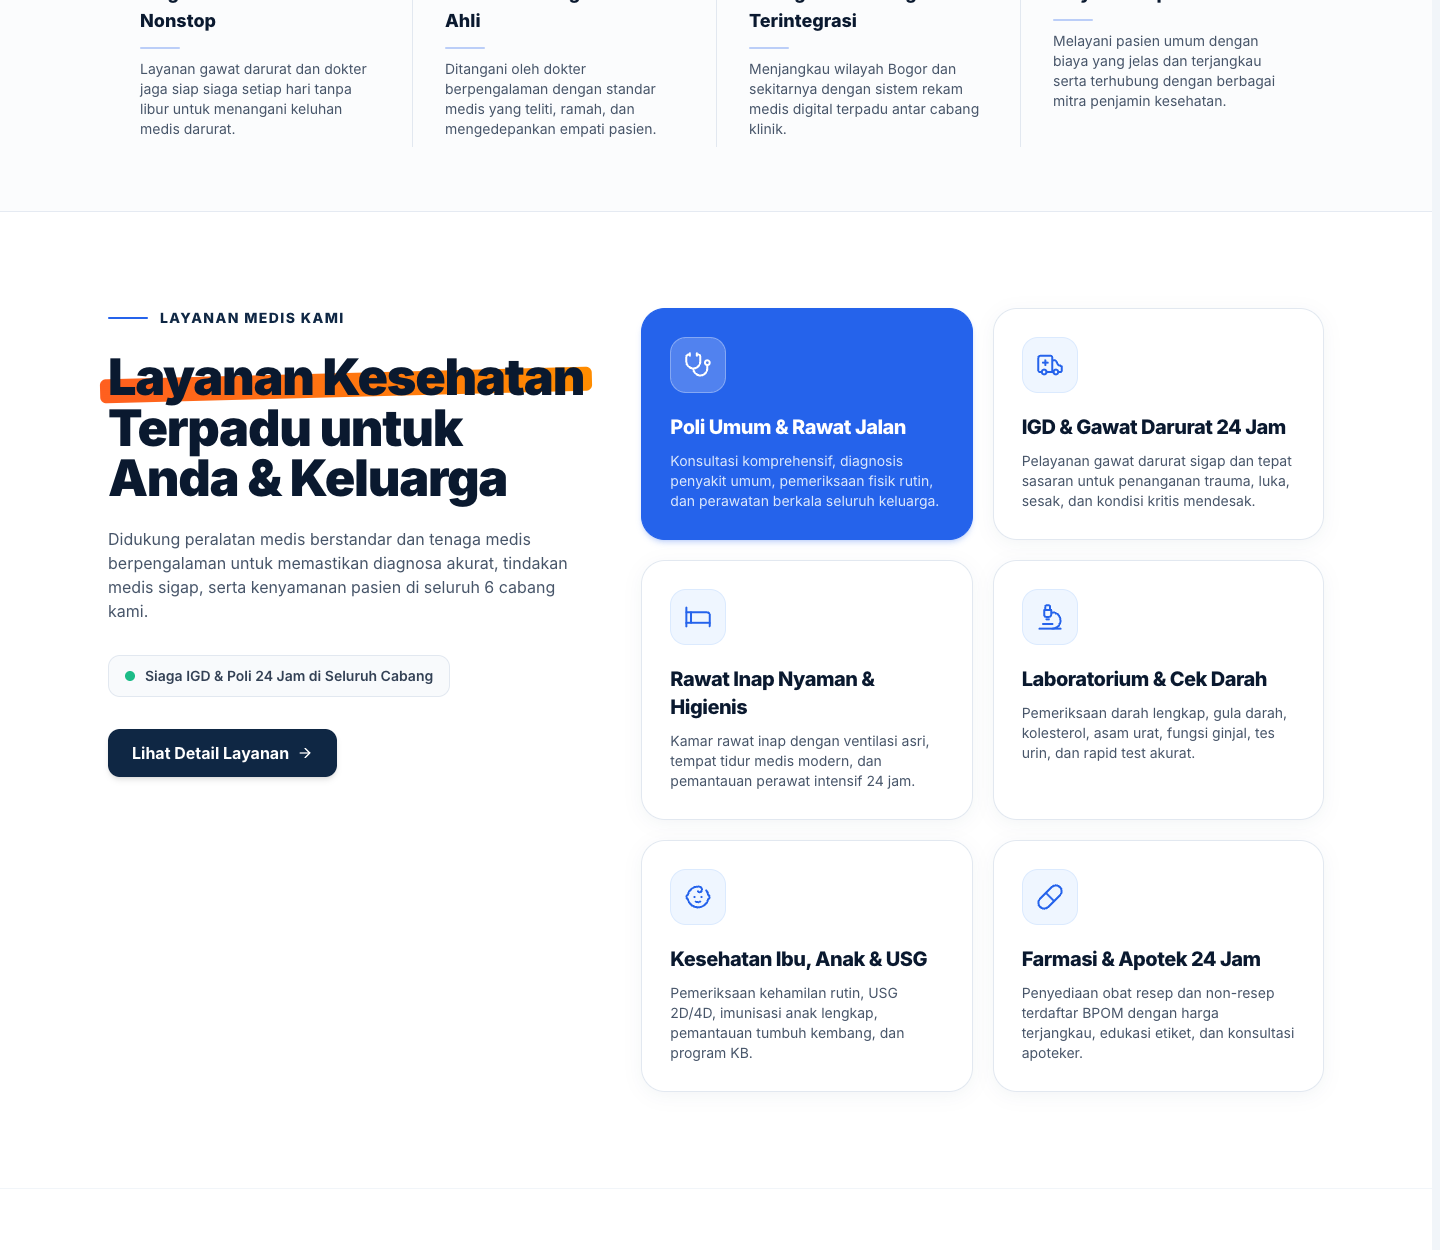 Nonstop
Layanan gawat darurat dan dokter
jaga siap siaga setiap hari tanpa
libur untuk menangani keluhan
medis darurat.
Ahli
Ditangani oleh dokter
berpengalaman dengan standar
medis yang teliti, ramah, dan
mengedepankan empati pasien.
Terintegrasi
Menjangkau wilayah Bogor dan
sekitarnya dengan sistem rekam
medis digital terpadu antar cabang
klinik.
Melayani pasien umum dengan
biaya yang jelas dan terjangkau
serta terhubung dengan berbagai
mitra penjamin kesehatan.
LAYANAN MEDIS KAMI
Layanan Kesehatan
Terpadu untuk
Anda & Keluarga
Didukung peralatan medis berstandar dan tenaga medis
berpengalaman untuk memastikan diagnosa akurat, tindakan
medis sigap, serta kenyamanan pasien di seluruh 6 cabang
kami.
Siaga IGD & Poli 24 Jam di Seluruh Cabang
Lihat Detail Layanan →
Poli Umum & Rawat Jalan
Konsultasi komprehensif, diagnosis
penyakit umum, pemeriksaan fisik rutin,
dan perawatan berkala seluruh keluarga.
IGD & Gawat Darurat 24 Jam
Pelayanan gawat darurat sigap dan tepat
sasaran untuk penanganan trauma, luka,
sesak, dan kondisi kritis mendesak.
Rawat Inap Nyaman &
Higienis
Kamar rawat inap dengan ventilasi asri,
tempat tidur medis modern, dan
pemantauan perawat intensif 24 jam.
Laboratorium & Cek Darah
Pemeriksaan darah lengkap, gula darah,
kolesterol, asam urat, fungsi ginjal, tes
urin, dan rapid test akurat.
Kesehatan Ibu, Anak & USG
Pemeriksaan kehamilan rutin, USG
2D/4D, imunisasi anak lengkap,
pemantauan tumbuh kembang, dan
program KB.
Farmasi & Apotek 24 Jam
Penyediaan obat resep dan non-resep
terdaftar BPOM dengan harga
terjangkau, edukasi etiket, dan konsultasi
apoteker.